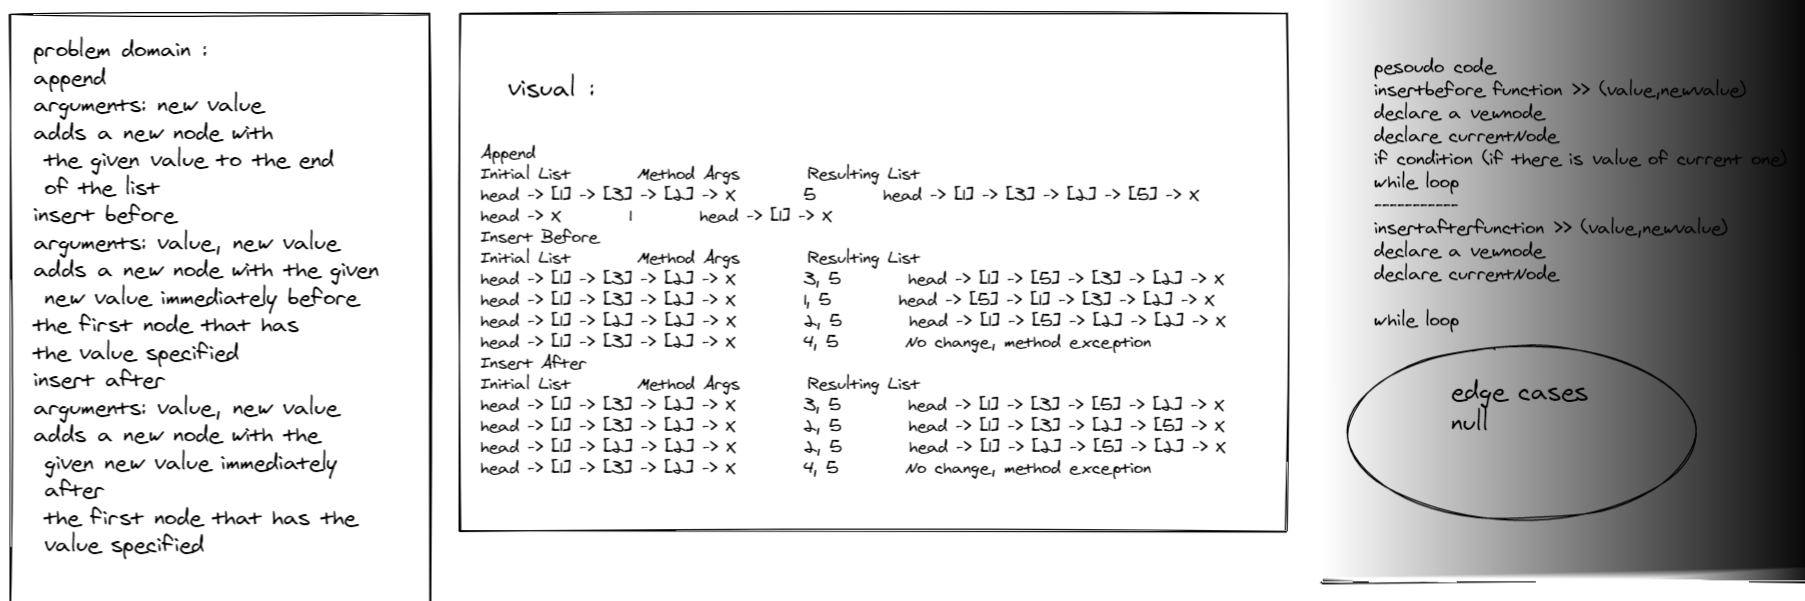 problem domain :
append
arguments: new value
adds a new node with
the given value to the end
of the list
insert before
arguments: value, new value
adds a new node with the given
new value immediately before
the first node that has
the value specified
insert after
arguments: value, new value
adds a new node with the
given new value immediately
after
the first node that has the
value specified
visual :
Append
Initial List Method Args Resulting List
head -> [1] -> [3] -> [2] -> X 5 head -> [1] -> [3] -> [2] -> [5] -> X
head -> X 1 head -> [1] -> X
Insert Before
Initial List Method Args Resulting List
head -> [1] -> [3] -> [2] -> X 3, 5 head -> [1] -> [5] -> [3] -> [2] -> X
head -> [1] -> [3] -> [2] -> X 1, 5 head -> [5] -> [1] -> [3] -> [2] -> X
head -> [1] -> [2] -> [2] -> X 2, 5 head -> [1] -> [5] -> [2] -> [2] -> X
head -> [1] -> [3] -> [2] -> X 4, 5 No change, method exception
Insert After
Initial List Method Args Resulting List
head -> [1] -> [3] -> [2] -> X 3, 5 head -> [1] -> [3] -> [5] -> [2] -> X
head -> [1] -> [3] -> [2] -> X 2, 5 head -> [1] -> [3] -> [2] -> [5] -> X
head -> [1] -> [2] -> [2] -> X 2, 5 head -> [1] -> [2] -> [5] -> [2] -> X
head -> [1] -> [3] -> [2] -> X 4, 5 No change, method exception
pesoudo code
insertbefore function >> (value,newvalue)
declare a vewnode
declare currentNode
if condition (if there is value of current one)
while loop
-----------
insertafterfunction >> (value,newvalue)
declare a vewnode
declare currentNode
while loop
edge cases
null